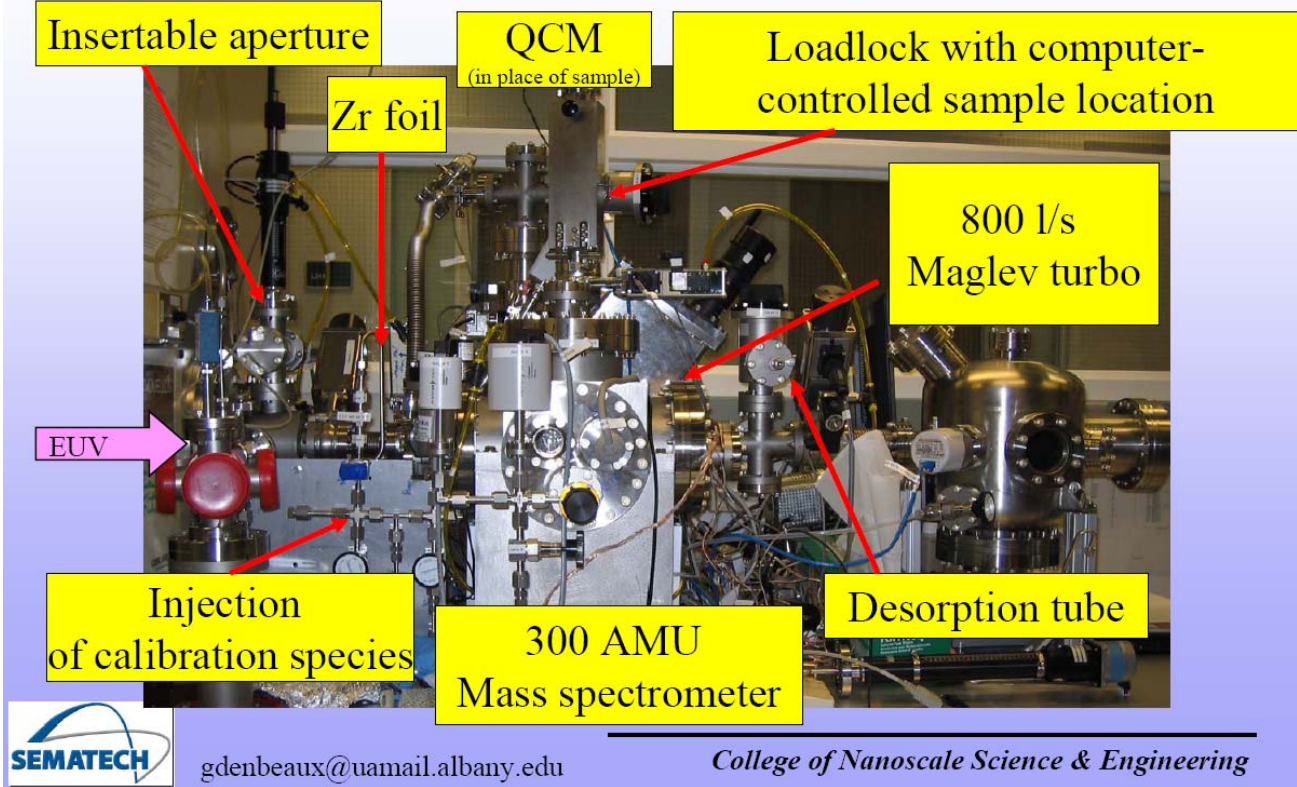 Insertable aperture
QCM
(in place of sample)
Loadlock with computer-
controlled sample location
Zr foil
800 l/s
Maglev turbo
EUV
Injection
of calibration species
300 AMU
Mass spectrometer
Desorption tube
SEMATECH
gdenbeaux@uamail.albany.edu
College of Nanoscale Science & Engineering